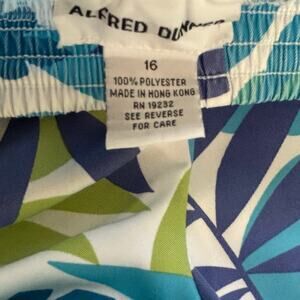 ALFRED DUNNER
16
100% POLYESTER
MADE IN HONG KONG
RN 19232
SEE REVERSE
FOR CARE